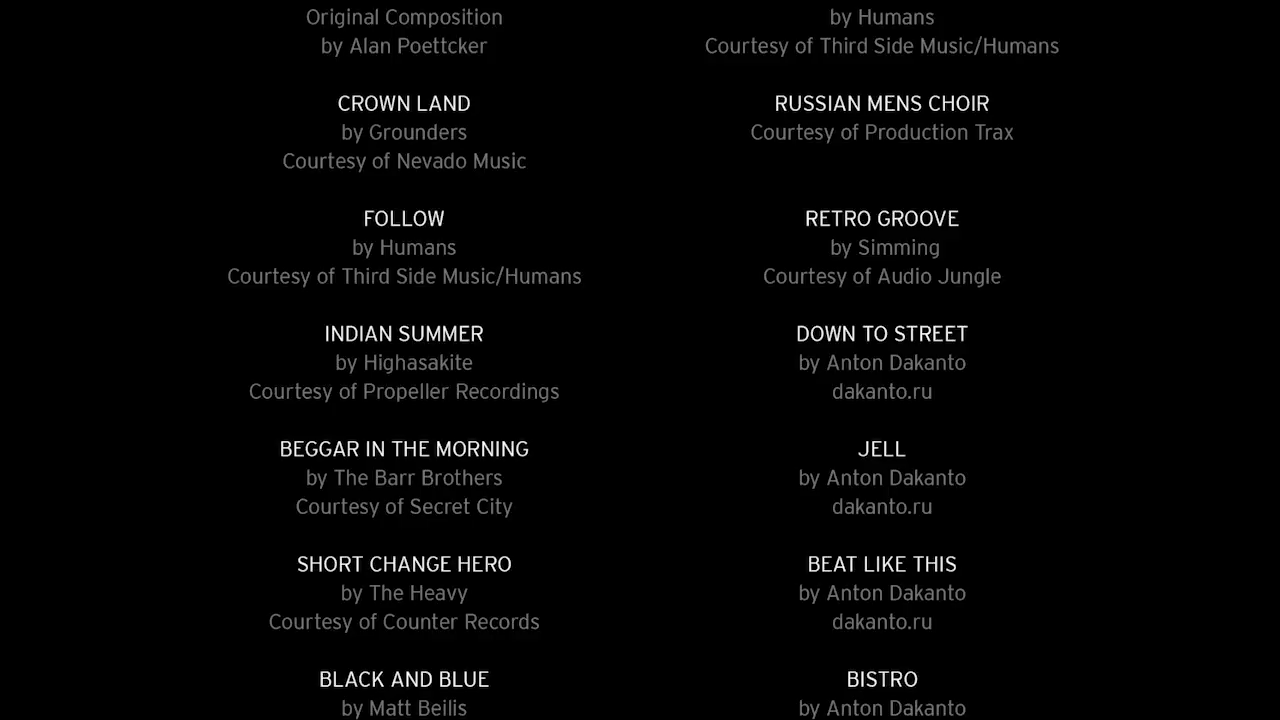 Original Composition
by Alan Poettcker
CROWN LAND
by Grounders
Courtesy of Nevado Music
FOLLOW
by Humans
Courtesy of Third Side Music/Humans
INDIAN SUMMER
by Highasakite
Courtesy of Propeller Recordings
BEGGAR IN THE MORNING
by The Barr Brothers
Courtesy of Secret City
SHORT CHANGE HERO
by The Heavy
Courtesy of Counter Records
BLACK AND BLUE
by Matt Beilis
by Humans
Courtesy of Third Side Music/Humans
RUSSIAN MENS CHOIR
Courtesy of Production Trax
RETRO GROOVE
by Simming
Courtesy of Audio Jungle
DOWN TO STREET
by Anton Dakanto
dakanto.ru
JELL
by Anton Dakanto
dakanto.ru
BEAT LIKE THIS
by Anton Dakanto
dakanto.ru
BISTRO
by Anton Dakanto